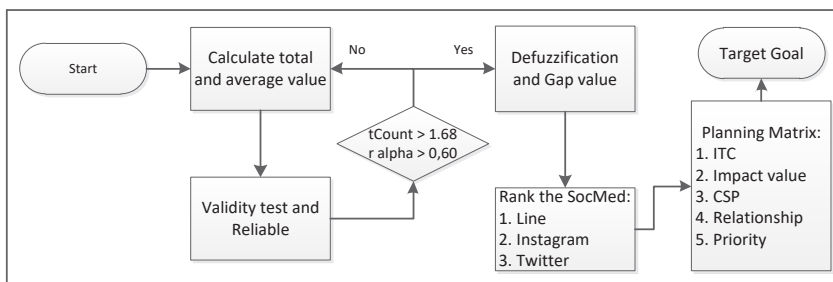 Start
Calculate total
and average value
Validity test and
Reliable
No
Yes
tCount > 1.68
r alpha > 0,60
Defuzzification
and Gap value
Rank the SocMed:
1. Line
2. Instagram
3. Twitter
Planning Matrix:
1. ITC
2. Impact value
3. CSP
4. Relationship
5. Priority
Target Goal